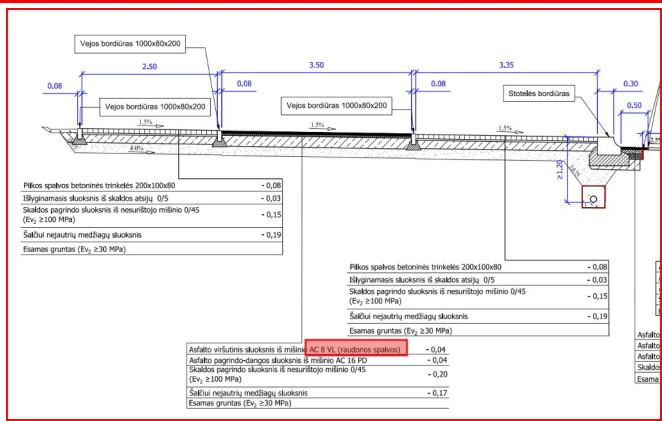 Vejos bordiūras 1000x80x200
2.50
3.50
3,35
0.08
0.08
0.08
0.30
0.50
Stotelės bordiūras
Vejos bordiūras 1000x80x200
Vejos bordiūras 1000x80x200
1.5%
1.5%
1.5%
4.0%
≥1,20
Pilkos spalvos betoninės trinkelės 200x100x80 - 0,08
Išlyginamasis sluoksnis iš skaldos atsijų 0/5 - 0,03
Skaldos pagrindo sluoksnis iš nesurištojo mišinio 0/45 - 0,15
(Ev₂ ≥100 MPa)
Šalčiui nejautrių medžiagų sluoksnis - 0,19
Esamas gruntas (Ev₂ ≥30 MPa)
Pilkos spalvos betoninės trinkelės 200x100x80 - 0,08
Išlyginamasis sluoksnis iš skaldos atsijų 0/5 - 0,03
Skaldos pagrindo sluoksnis iš nesurištojo mišinio 0/45 - 0,15
(Ev₂ ≥100 MPa)
Šalčiui nejautrių medžiagų sluoksnis - 0,19
Esamas gruntas (Ev₂ ≥30 MPa)
Asfalto viršutinis sluoksnis iš mišinio AC 8 VL (raudonos spalvos) - 0,04
Asfalto pagrindo-dangos sluoksnis iš mišinio AC 16 PD - 0,04
Skaldos pagrindo sluoksnis iš nesurištojo mišinio 0/45 - 0,20
(Ev₂ ≥100 MPa)
Šalčiui nejautrių medžiagų sluoksnis - 0,17
Esamas gruntas (Ev₂ ≥30 MPa)
Asfalto
Asfalto
Asfalto
Skaldos
Esama